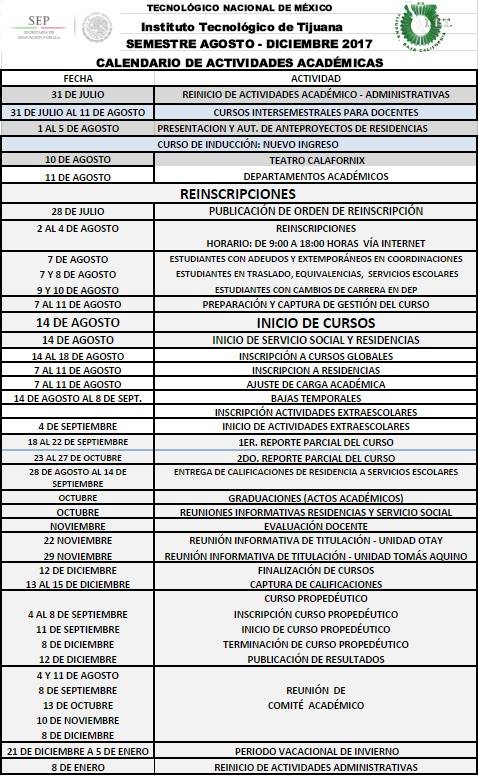 TECNOLÓGICO NACIONAL DE MÉXICO
SEP
SECRETARÍA DE
EDUCACIÓN PÚBLICA
Instituto Tecnológico de Tijuana
SEMESTRE AGOSTO - DICIEMBRE 2017
BAJA CALIFORNIA
CALENDARIO DE ACTIVIDADES ACADÉMICAS
FECHA ACTIVIDAD
31 DE JULIO REINICIO DE ACTIVIDADES ACADÉMICO - ADMINISTRATIVAS
31 DE JULIO AL 11 DE AGOSTO CURSOS INTERSEMESTRALES PARA DOCENTES
1 AL 5 DE AGOSTO PRESENTACION Y AUT. DE ANTEPROYECTOS DE RESIDENCIAS
CURSO DE INDUCCIÓN: NUEVO INGRESO
10 DE AGOSTO TEATRO CALAFORNIX
11 DE AGOSTO DEPARTAMENTOS ACADÉMICOS
REINSCRIPCIONES
28 DE JULIO PUBLICACIÓN DE ORDEN DE REINSCRIPCIÓN
2 AL 4 DE AGOSTO REINSCRIPCIONES
HORARIO: DE 9:00 A 18:00 HORAS VÍA INTERNET
7 DE AGOSTO ESTUDIANTES CON ADEUDOS Y EXTEMPORÁNEOS EN COORDINACIONES
7 Y 8 DE AGOSTO ESTUDIANTES EN TRASLADO, EQUIVALENCIAS, SERVICIOS ESCOLARES
9 Y 10 DE AGOSTO ESTUDIANTES CON CAMBIOS DE CARRERA EN DEP
7 AL 11 DE AGOSTO PREPARACIÓN Y CAPTURA DE GESTIÓN DEL CURSO
14 DE AGOSTO INICIO DE CURSOS
14 DE AGOSTO INICIO DE SERVICIO SOCIAL Y RESIDENCIAS
14 AL 18 DE AGOSTO INSCRIPCIÓN A CURSOS GLOBALES
7 AL 11 DE AGOSTO INSCRIPCION A RESIDENCIAS
7 AL 11 DE AGOSTO AJUSTE DE CARGA ACADÉMICA
14 DE AGOSTO AL 8 DE SEPT. BAJAS TEMPORALES
INSCRIPCIÓN ACTIVIDADES EXTRAESCOLARES
4 DE SEPTIEMBRE INICIO DE ACTIVIDADES EXTRAESCOLARES
18 AL 22 DE SEPTIEMBRE 1ER. REPORTE PARCIAL DEL CURSO
23 AL 27 DE OCTUBRE 2DO. REPORTE PARCIAL DEL CURSO
28 DE AGOSTO AL 14 DE ENTREGA DE CALIFICACIONES DE RESIDENCIA A SERVICIOS ESCOLARES
SEPTIEMBRE
OCTUBRE GRADUACIONES (ACTOS ACADÉMICOS)
OCTUBRE REUNIONES INFORMATIVAS RESIDENCIAS Y SERVICIO SOCIAL
NOVIEMBRE EVALUACIÓN DOCENTE
22 NOVIEMBRE REUNIÓN INFORMATIVA DE TITULACIÓN - UNIDAD OTAY
29 NOVIEMBRE REUNIÓN INFORMATIVA DE TITULACIÓN - UNIDAD TOMÁS AQUINO
12 DE DICIEMBRE FINALIZACIÓN DE CURSOS
13 AL 15 DE DICIEMBRE CAPTURA DE CALIFICACIONES
CURSO PROPEDÉUTICO
4 AL 8 DE SEPTIEMBRE INSCRIPCIÓN CURSO PROPEDÉUTICO
11 DE SEPTIEMBRE INICIO DE CURSO PROPEDÉUTICO
8 DE DICIEMBRE TERMINACIÓN DE CURSO PROPEDÉUTICO
12 DE DICIEMBRE PUBLICACIÓN DE RESULTADOS
4 Y 11 DE AGOSTO
8 DE SEPTIEMBRE REUNIÓN DE
13 DE OCTUBRE COMITÉ ACADÉMICO
10 DE NOVIEMBRE
8 DE DICIEMBRE
21 DE DICIEMBRE A 5 DE ENERO PERIODO VACACIONAL DE INVIERNO
8 DE ENERO REINICIO DE ACTIVIDADES ADMINISTRATIVAS